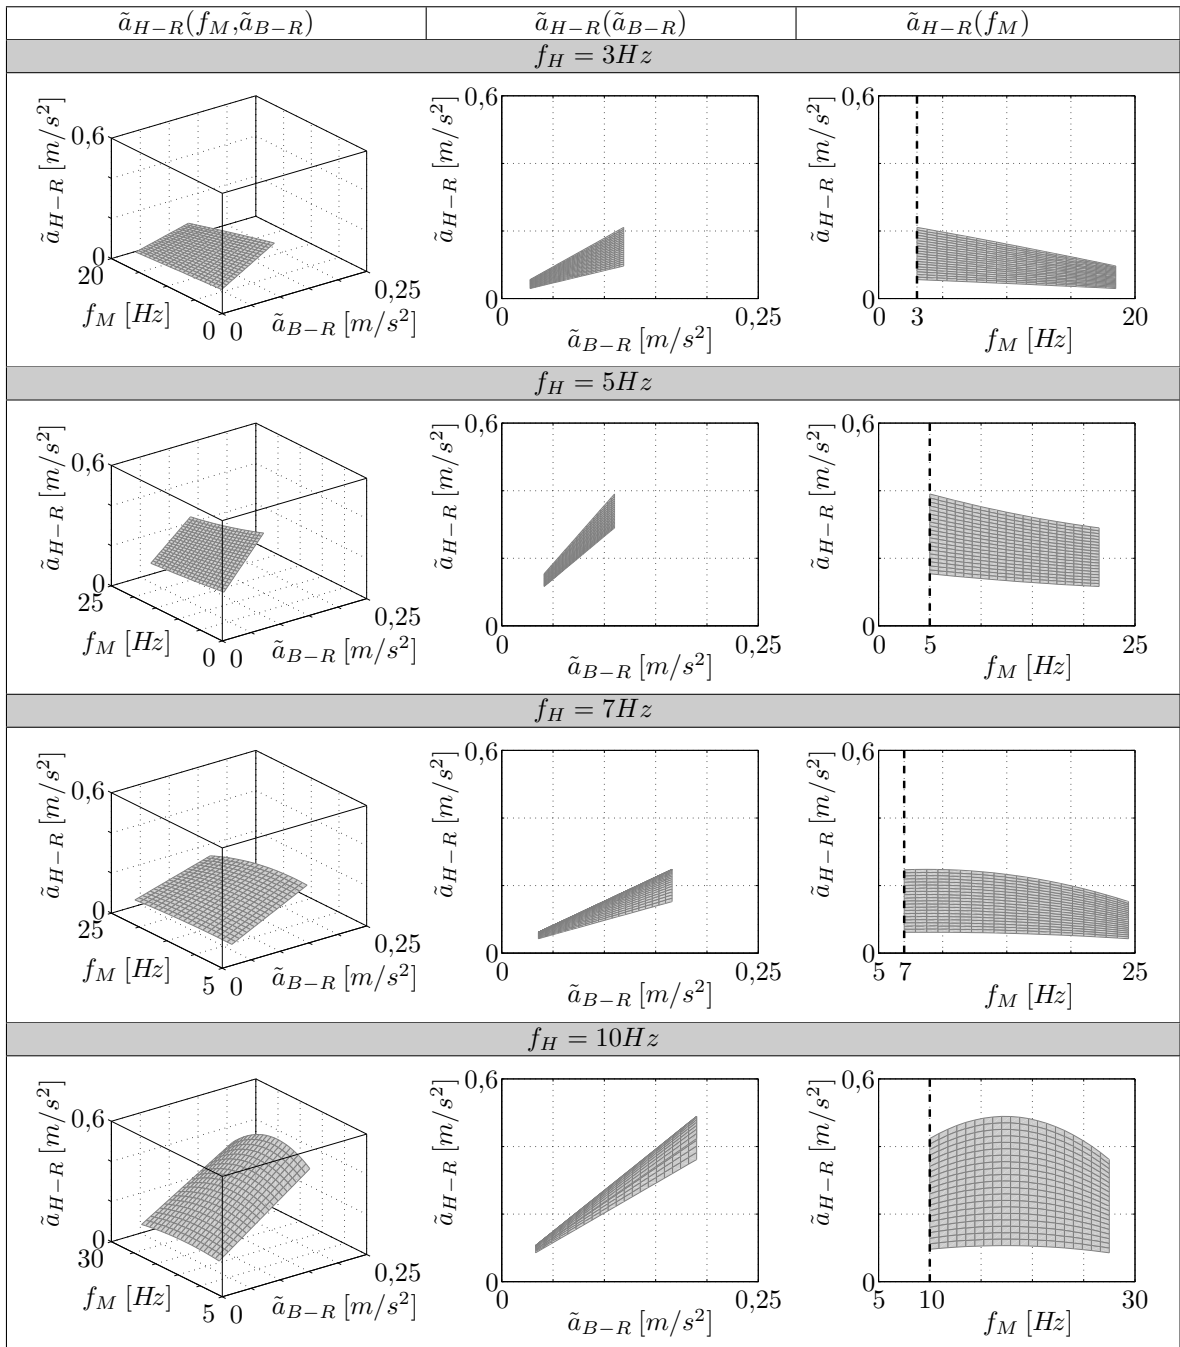 ã_{H−R}(f_M,ã_{B−R}) ã_{H−R}(ã_{B−R}) ã_{H−R}(f_M)
f_H = 3Hz
0,6 0 20 0 0 0,25 ã_{H−R} [m/s²] f_M [Hz] ã_{B−R} [m/s²]
0,6 0 0 0,25 ã_{H−R} [m/s²] ã_{B−R} [m/s²]
0,6 0 0 3 20 ã_{H−R} [m/s²] f_M [Hz]
f_H = 5Hz
0,6 0 25 0 0 0,25 ã_{H−R} [m/s²] f_M [Hz] ã_{B−R} [m/s²]
0,6 0 0 0,25 ã_{H−R} [m/s²] ã_{B−R} [m/s²]
0,6 0 0 5 25 ã_{H−R} [m/s²] f_M [Hz]
f_H = 7Hz
0,6 0 25 5 0 0,25 ã_{H−R} [m/s²] f_M [Hz] ã_{B−R} [m/s²]
0,6 0 0 0,25 ã_{H−R} [m/s²] ã_{B−R} [m/s²]
0,6 0 5 7 25 ã_{H−R} [m/s²] f_M [Hz]
f_H = 10Hz
0,6 0 30 5 0 0,25 ã_{H−R} [m/s²] f_M [Hz] ã_{B−R} [m/s²]
0,6 0 0 0,25 ã_{H−R} [m/s²] ã_{B−R} [m/s²]
0,6 0 5 10 30 ã_{H−R} [m/s²] f_M [Hz]